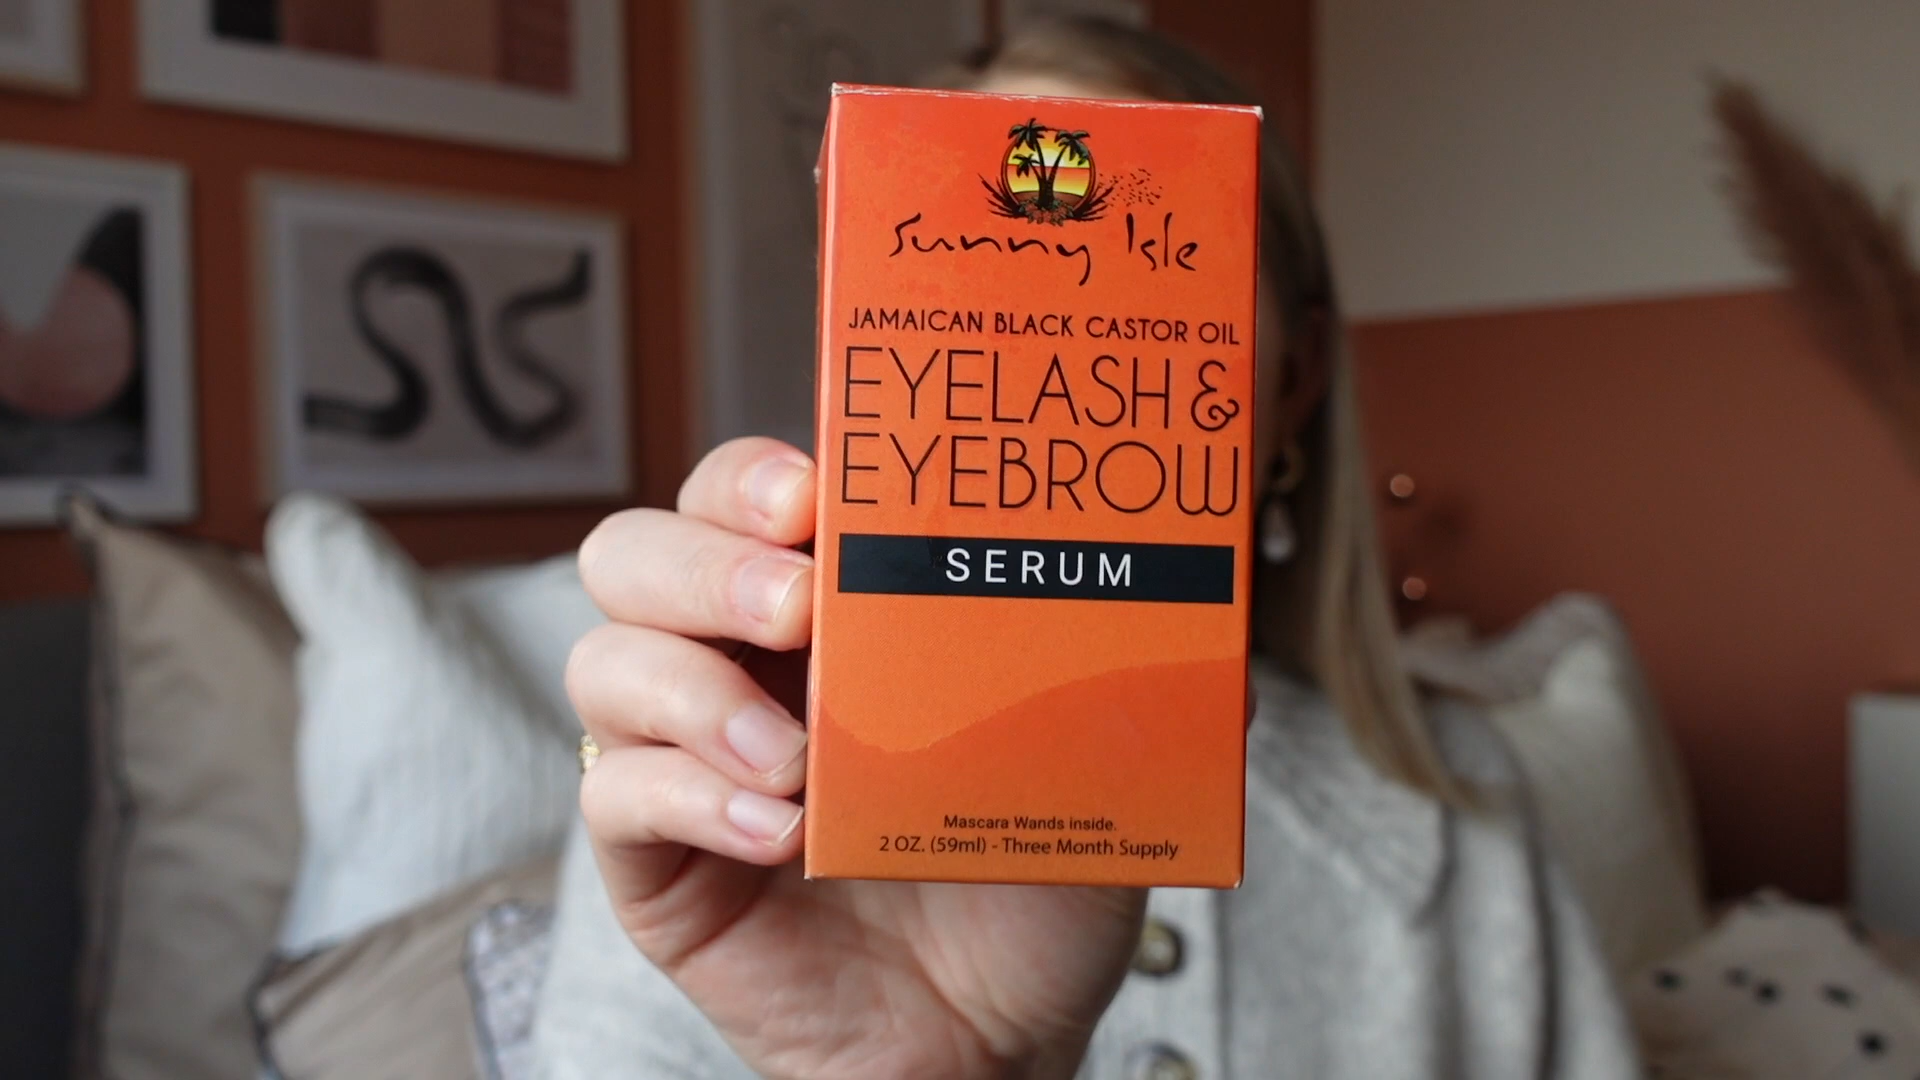 Sunny Isle
JAMAICAN BLACK CASTOR OIL
EYELASH &
EYEBROW
SERUM
Mascara Wands inside.
2 OZ. (59ml) - Three Month Supply